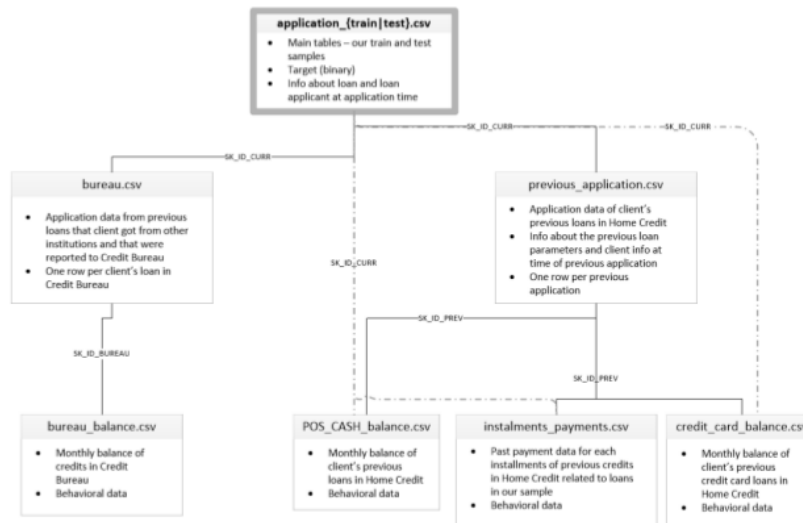 application_{train|test}.csv
• Main tables – our train and test
samples
• Target (binary)
• Info about loan and loan
applicant at application time
SK_ID_CURR
SK_ID_CURR
SK_ID_CURR
bureau.csv
• Application data from previous
loans that client got from other
institutions and that were
reported to Credit Bureau
• One row per client's loan in
Credit Bureau
previous_application.csv
• Application data of client's
previous loans in Home Credit
• Info about the previous loan
parameters and client info at
time of previous application
• One row per previous
application
SK_ID_CURR
SK_ID_PREV
SK_ID_BUREAU
SK_ID_PREV
bureau_balance.csv
• Monthly balance of
credits in Credit
Bureau
• Behavioral data
POS_CASH_balance.csv
• Monthly balance of
client's previous
loans in Home Credit
• Behavioral data
instalments_payments.csv
• Past payment data for each
installments of previous credits
in Home Credit related to loans
in our sample
• Behavioral data
credit_card_balance.csv
• Monthly balance of
client's previous
credit card loans in
Home Credit
• Behavioral data